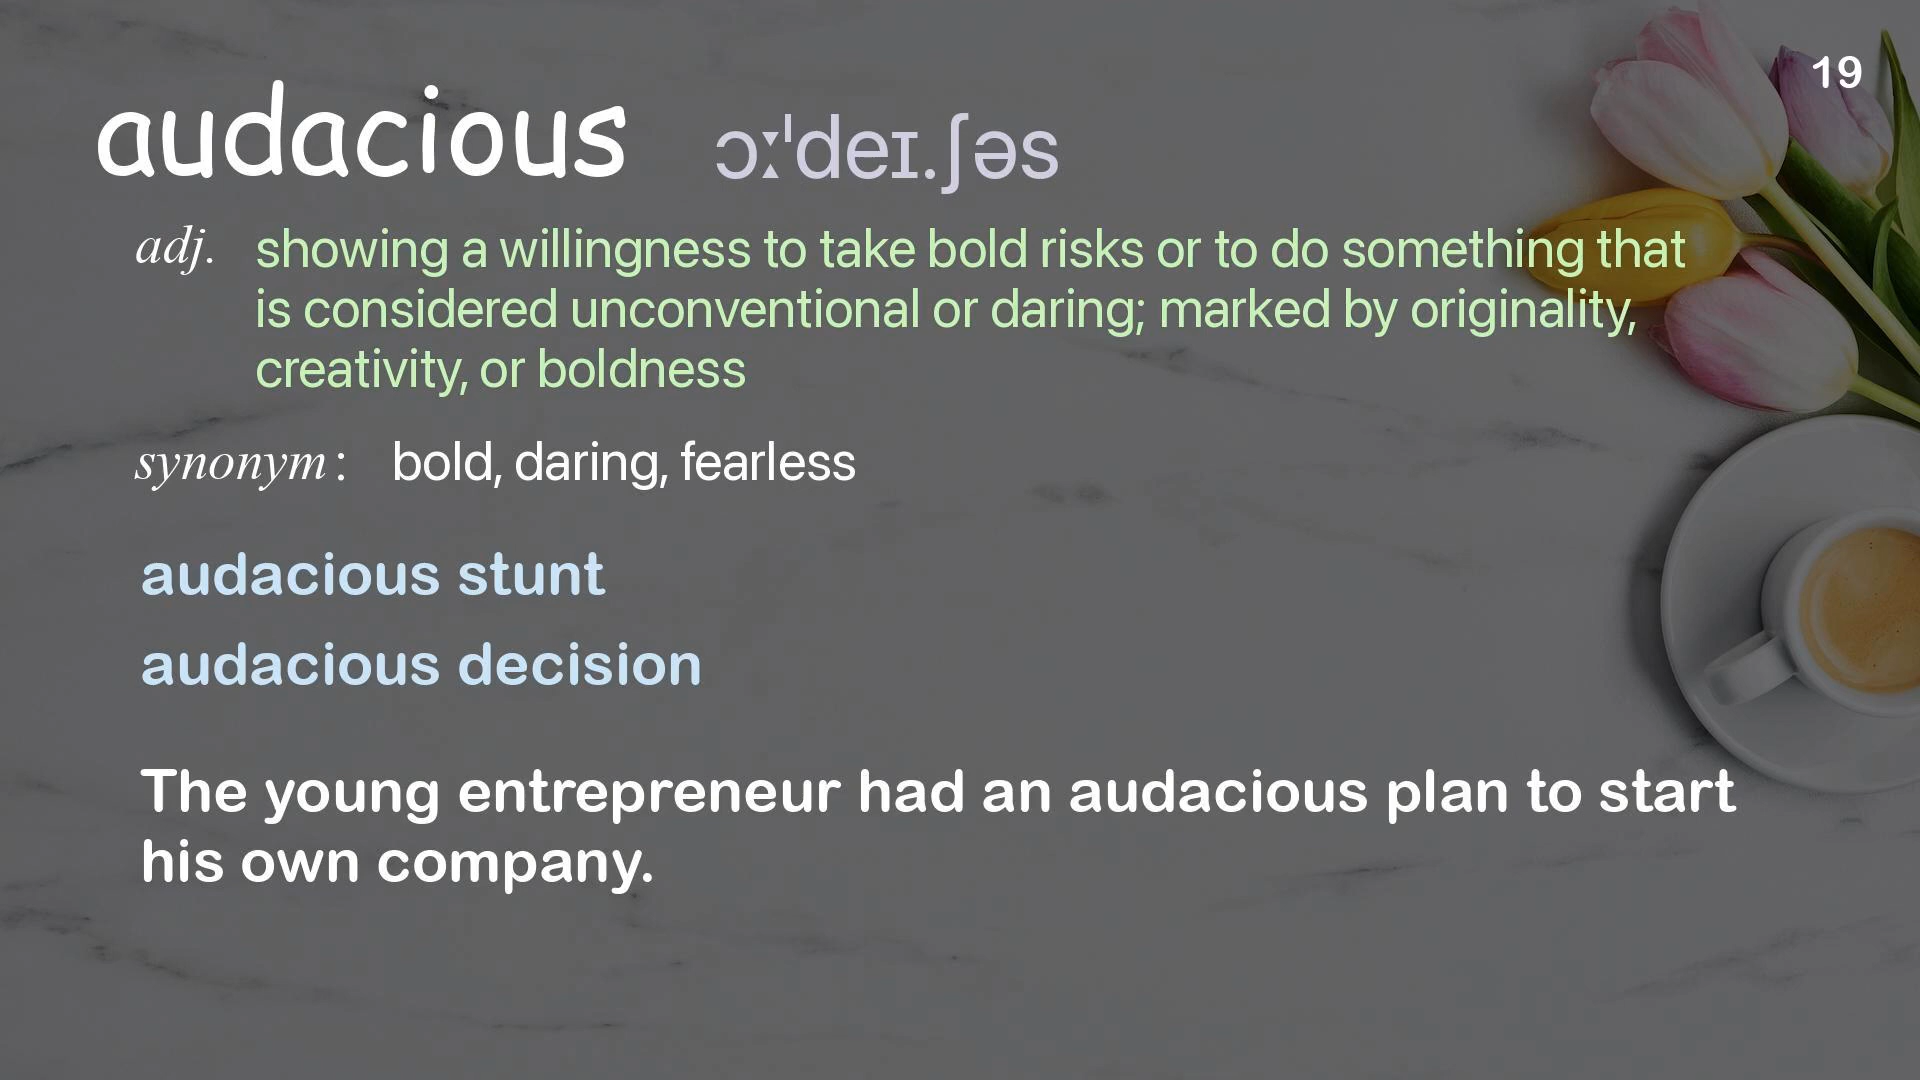 19
audacious ɔːˈdeɪ.ʃəs
adj. showing a willingness to take bold risks or to do something that
is considered unconventional or daring; marked by originality,
creativity, or boldness
synonym : bold, daring, fearless
audacious stunt
audacious decision
The young entrepreneur had an audacious plan to start
his own company.